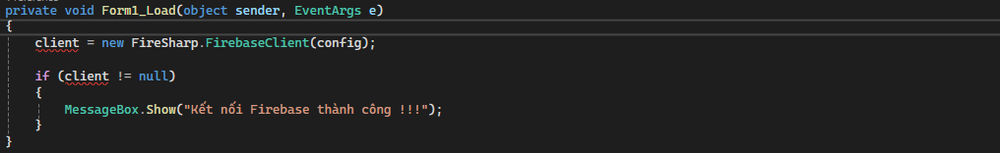 private void Form1_Load(object sender, EventArgs e)
{
client = new FireSharp.FirebaseClient(config);
if (client != null)
{
MessageBox.Show("Kết nối Firebase thành công !!!");
}
}